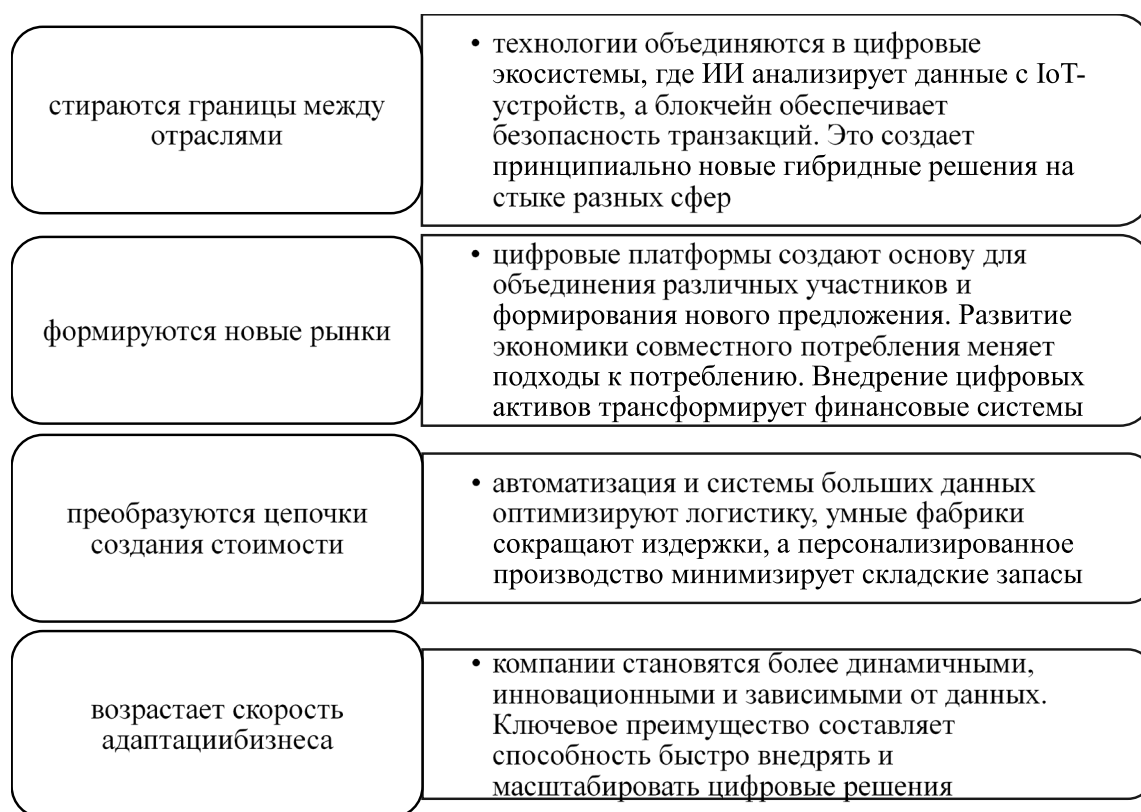 стираются границы между
отраслями
• технологии объединяются в цифровые
экосистемы, где ИИ анализирует данные с IoT-
устройств, а блокчейн обеспечивает
безопасность транзакций. Это создает
принципиально новые гибридные решения на
стыке разных сфер
формируются новые рынки
• цифровые платформы создают основу для
объединения различных участников и
формирования нового предложения. Развитие
экономики совместного потребления меняет
подходы к потреблению. Внедрение цифровых
активов трансформирует финансовые системы
преобразуются цепочки
создания стоимости
• автоматизация и системы больших данных
оптимизируют логистику, умные фабрики
сокращают издержки, а персонализированное
производство минимизирует складские запасы
возрастает скорость
адаптациибизнеса
• компании становятся более динамичными,
инновационными и зависимыми от данных.
Ключевое преимущество составляет
способность быстро внедрять и
масштабировать цифровые решения